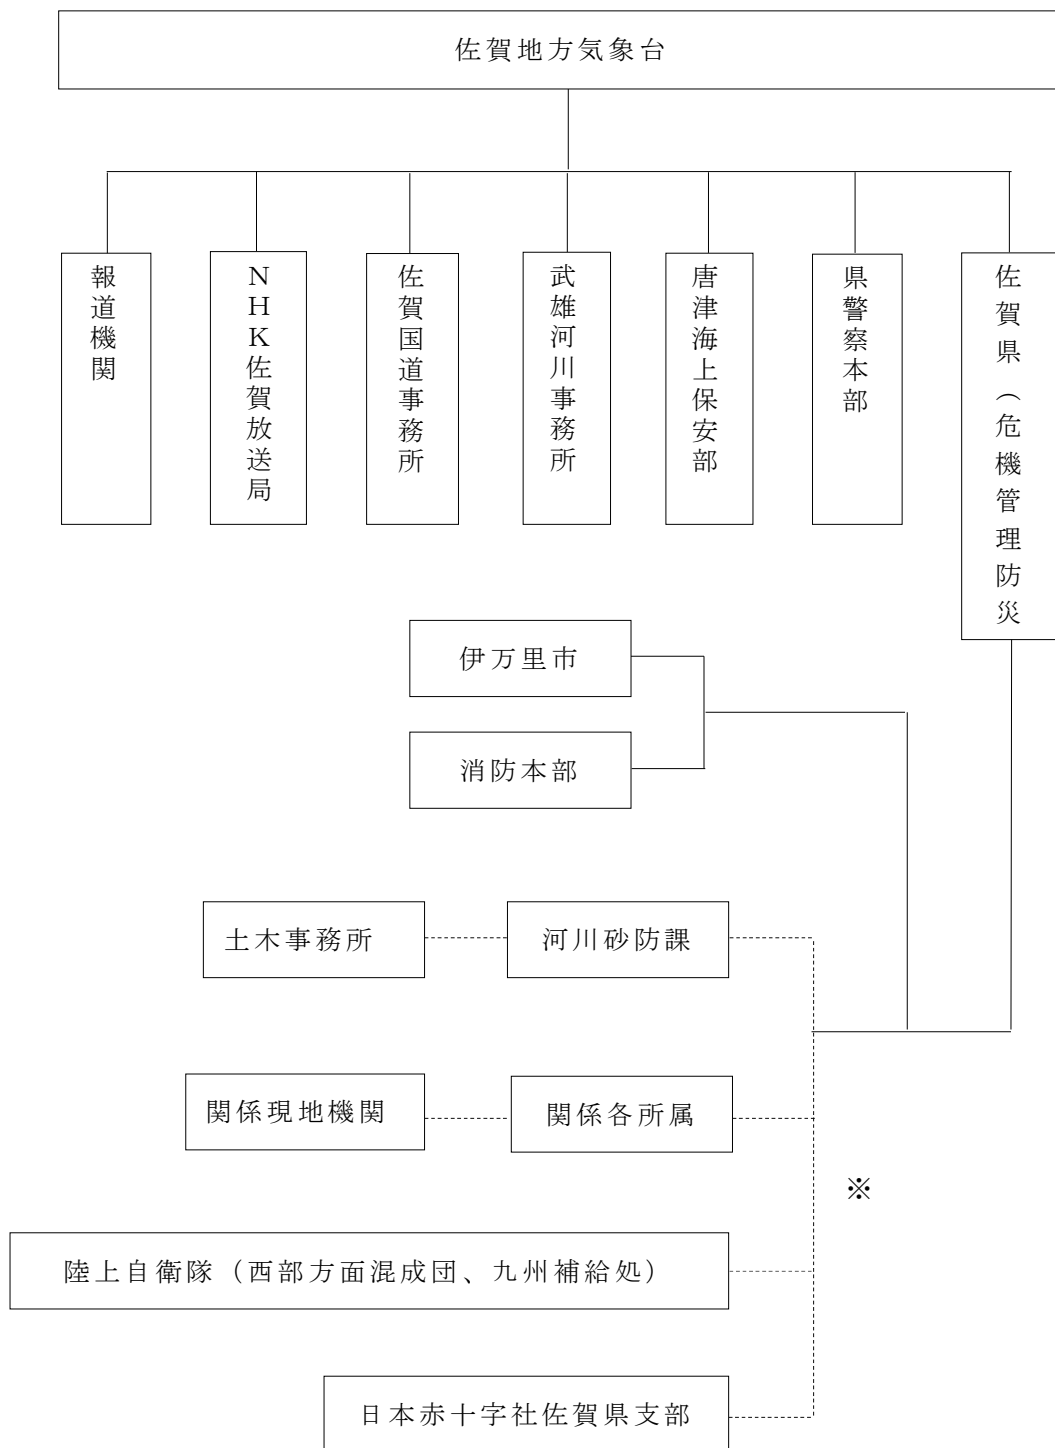 佐賀地方気象台
報道機関
NHK佐賀放送局
佐賀国道事務所
武雄河川事務所
唐津海上保安部
県警察本部
佐賀県（危機管理防災
伊万里市
消防本部
土木事務所
河川砂防課
関係現地機関
関係各所属
※
陸上自衛隊（西部方面混成団、九州補給処）
日本赤十字社佐賀県支部